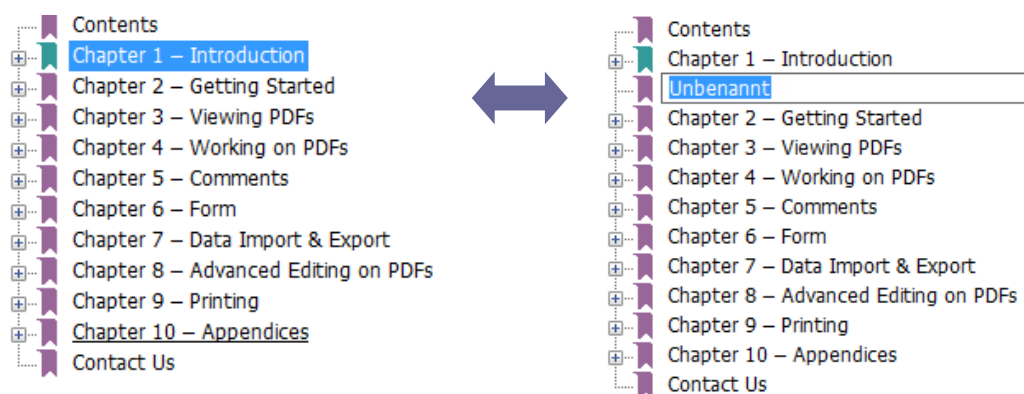 Contents
Chapter 1 – Introduction
Chapter 2 – Getting Started
Chapter 3 – Viewing PDFs
Chapter 4 – Working on PDFs
Chapter 5 – Comments
Chapter 6 – Form
Chapter 7 – Data Import & Export
Chapter 8 – Advanced Editing on PDFs
Chapter 9 – Printing
Chapter 10 – Appendices
Contact Us
Contents
Chapter 1 – Introduction
Unbenannt
Chapter 2 – Getting Started
Chapter 3 – Viewing PDFs
Chapter 4 – Working on PDFs
Chapter 5 – Comments
Chapter 6 – Form
Chapter 7 – Data Import & Export
Chapter 8 – Advanced Editing on PDFs
Chapter 9 – Printing
Chapter 10 – Appendices
Contact Us